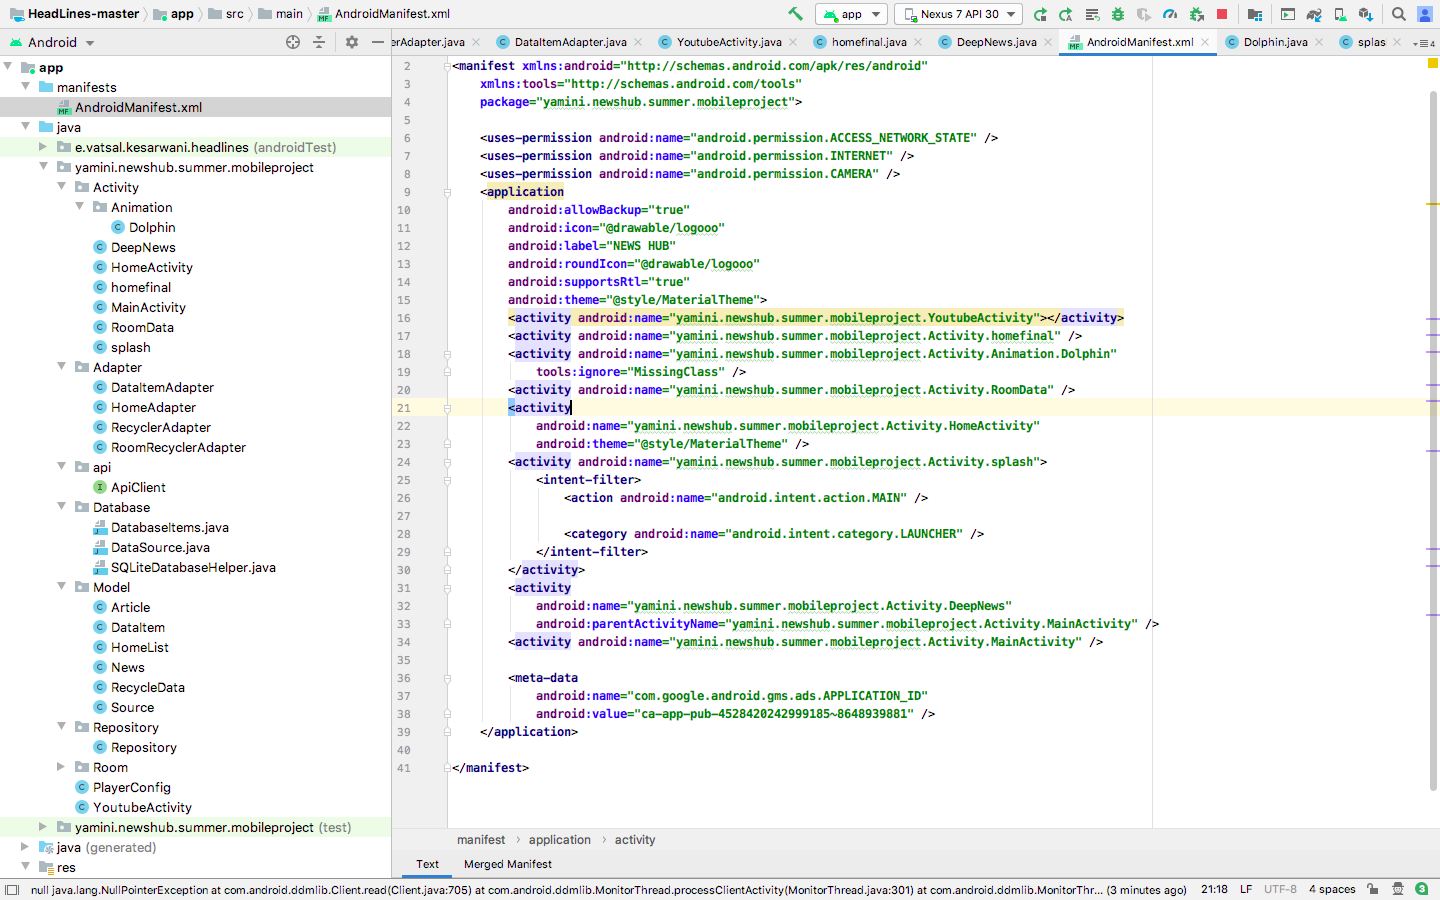 HeadLines-master app src main AndroidManifest.xml app Nexus 7 API 30
Android erAdapter.java DataItemAdapter.java YoutubeActivity.java homefinal.java DeepNews.java AndroidManifest.xml Dolphin.java splas 4
app
manifests
AndroidManifest.xml
java
e.vatsal.kesarwani.headlines (androidTest)
yamini.newshub.summer.mobileproject
Activity
Animation
Dolphin
DeepNews
HomeActivity
homefinal
MainActivity
RoomData
splash
Adapter
DataItemAdapter
HomeAdapter
RecyclerAdapter
RoomRecyclerAdapter
api
ApiClient
Database
DatabaseItems.java
DataSource.java
SQLiteDatabaseHelper.java
Model
Article
DataItem
HomeList
News
RecycleData
Source
Repository
Repository
Room
PlayerConfig
YoutubeActivity
yamini.newshub.summer.mobileproject (test)
java (generated)
res
2 <manifest xmlns:android="http://schemas.android.com/apk/res/android"
3 xmlns:tools="http://schemas.android.com/tools"
4 package="yamini.newshub.summer.mobileproject">
5
6 <uses-permission android:name="android.permission.ACCESS_NETWORK_STATE" />
7 <uses-permission android:name="android.permission.INTERNET" />
8 <uses-permission android:name="android.permission.CAMERA" />
9 <application
10 android:allowBackup="true"
11 android:icon="@drawable/logooo"
12 android:label="NEWS HUB"
13 android:roundIcon="@drawable/logooo"
14 android:supportsRtl="true"
15 android:theme="@style/MaterialTheme">
16 <activity android:name="yamini.newshub.summer.mobileproject.YoutubeActivity"></activity>
17 <activity android:name="yamini.newshub.summer.mobileproject.Activity.homefinal" />
18 <activity android:name="yamini.newshub.summer.mobileproject.Activity.Animation.Dolphin"
19 tools:ignore="MissingClass" />
20 <activity android:name="yamini.newshub.summer.mobileproject.Activity.RoomData" />
21 <activity
22 android:name="yamini.newshub.summer.mobileproject.Activity.HomeActivity"
23 android:theme="@style/MaterialTheme" />
24 <activity android:name="yamini.newshub.summer.mobileproject.Activity.splash">
25 <intent-filter>
26 <action android:name="android.intent.action.MAIN" />
27
28 <category android:name="android.intent.category.LAUNCHER" />
29 </intent-filter>
30 </activity>
31 <activity
32 android:name="yamini.newshub.summer.mobileproject.Activity.DeepNews"
33 android:parentActivityName="yamini.newshub.summer.mobileproject.Activity.MainActivity" />
34 <activity android:name="yamini.newshub.summer.mobileproject.Activity.MainActivity" />
35
36 <meta-data
37 android:name="com.google.android.gms.ads.APPLICATION_ID"
38 android:value="ca-app-pub-4528420242999185~8648939881" />
39 </application>
40
41 </manifest>
manifest application activity
Text Merged Manifest
null java.lang.NullPointerException at com.android.ddmlib.Client.read(Client.java:705) at com.android.ddmlib.MonitorThread.processClientActivity(MonitorThread.java:301) at com.android.ddmlib.MonitorThr... (3 minutes ago) 21:18 LF UTF-8 4 spaces 3